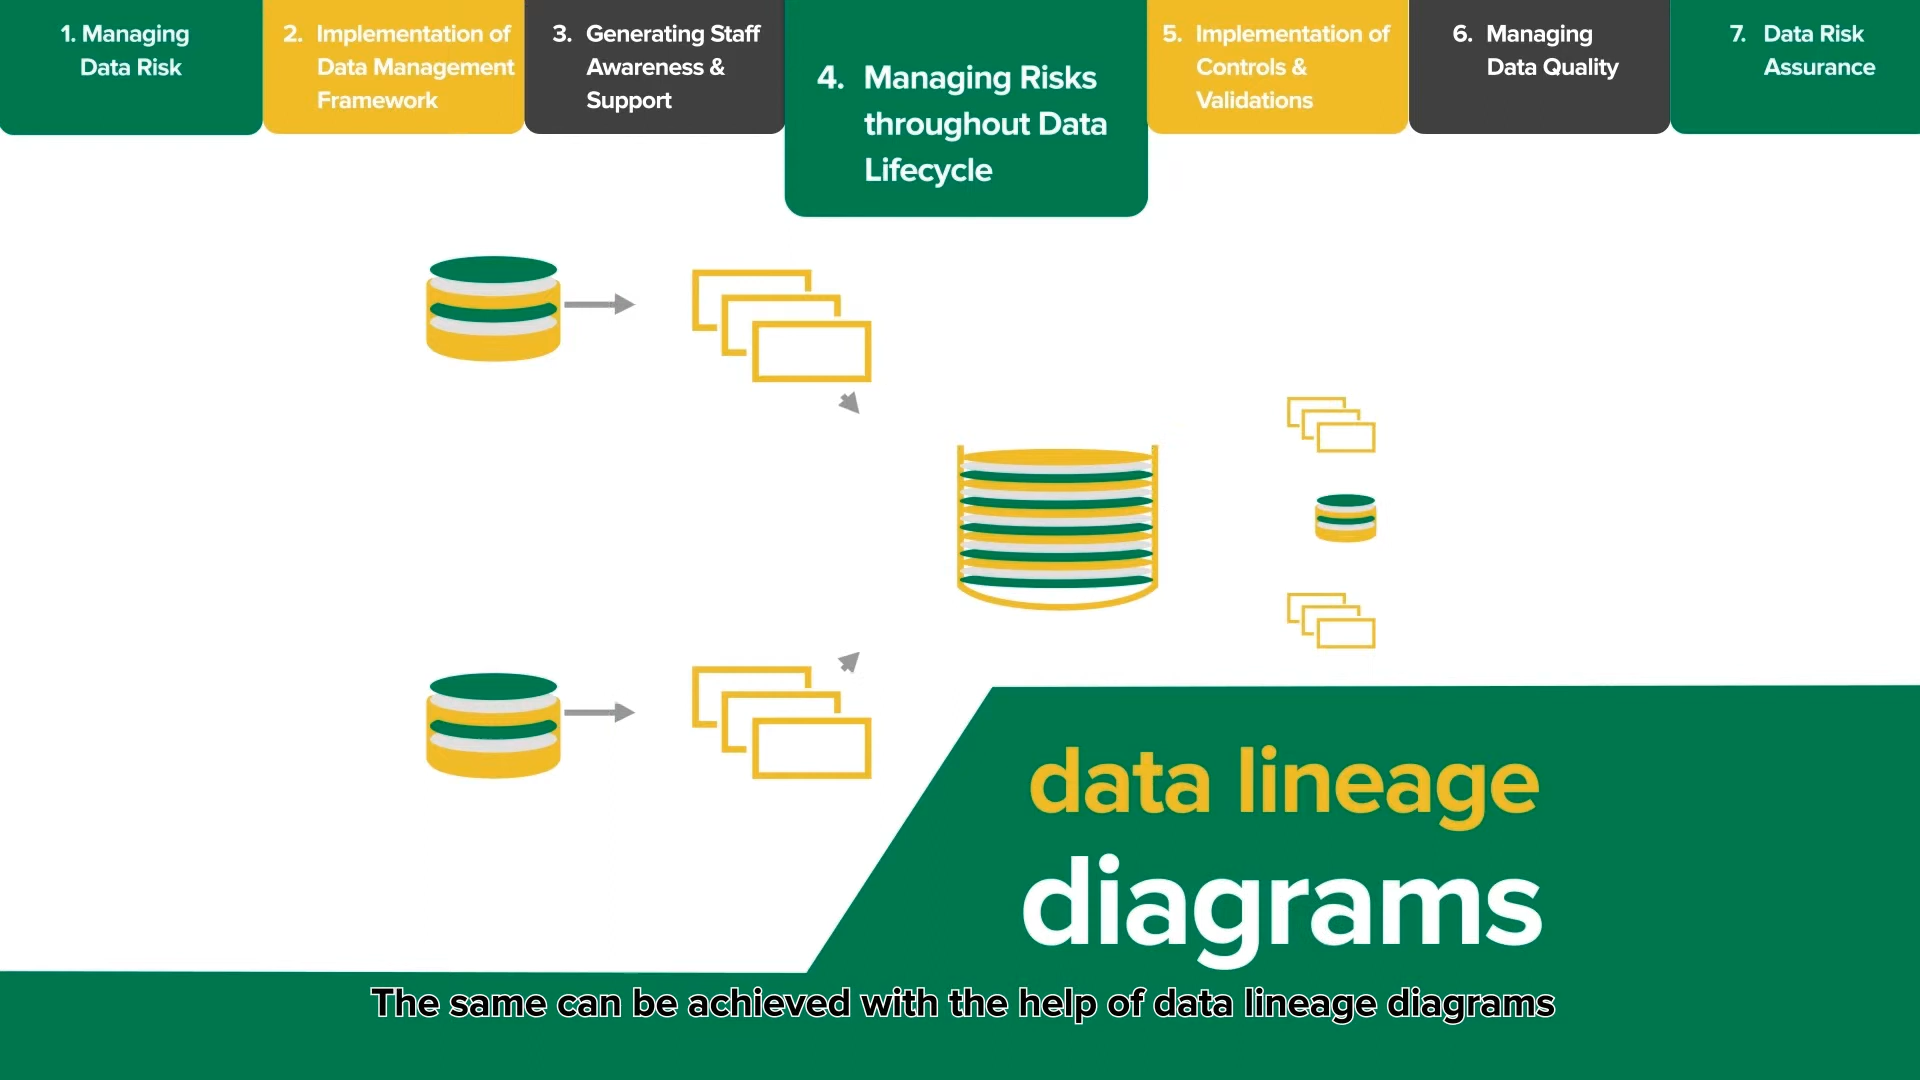 1. Managing
Data Risk
2. Implementation of
Data Management
Framework
3. Generating Staff
Awareness &
Support
4. Managing Risks
throughout Data
Lifecycle
5. Implementation of
Controls &
Validations
6. Managing
Data Quality
7. Data Risk
Assurance
data lineage
diagrams
The same can be achieved with the help of data lineage diagrams